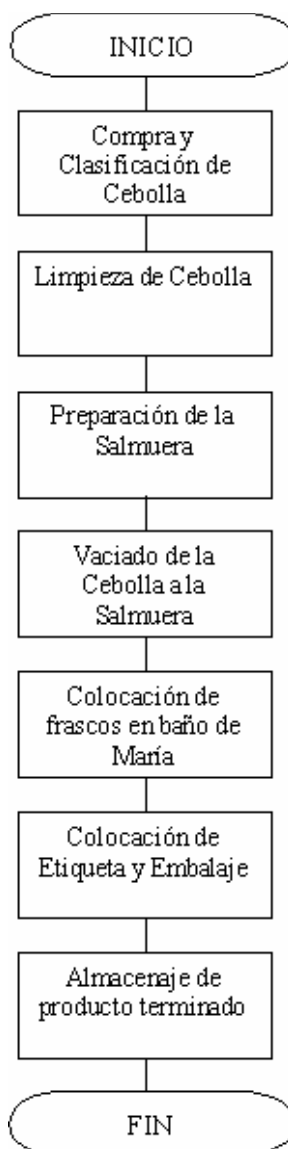 INICIO
Compra y
Clasificación de
Cebolla
Limpieza de Cebolla
Preparación de la
Salmuera
Vaciado de la
Cebolla a la
Salmuera
Colocación de
frascos en baño de
María
Colocación de
Etiqueta y Embalaje
Almacenaje de
producto terminado
FIN